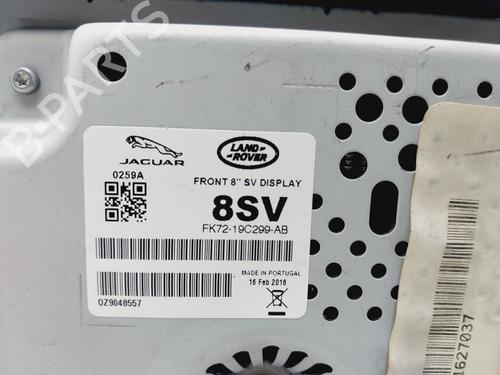 B-PARTS
JAGUAR
LAND ROVER
0259A
FRONT 8" SV DISPLAY
8SV
FK72-19C299-AB
MADE IN PORTUGAL
16 Feb 2016
OZ9048557
1627037